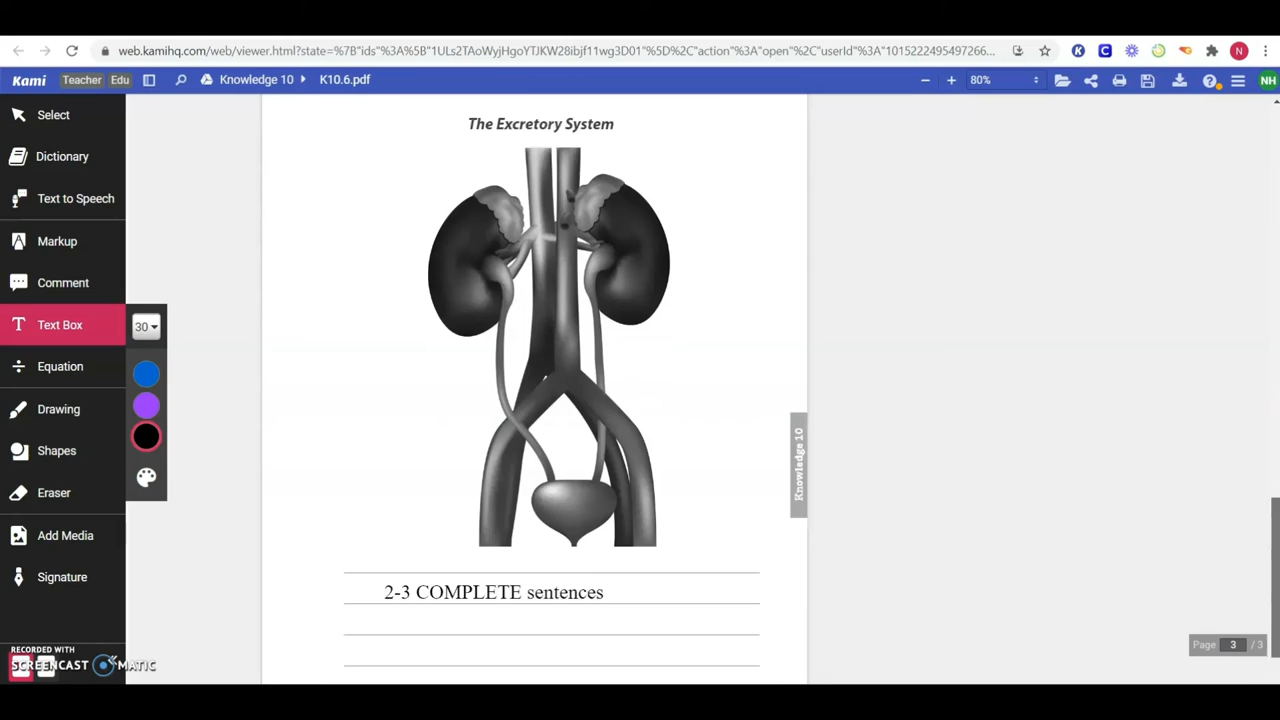 web.kamihq.com/web/viewer.html?state=%7B"ids"%3A%5B"1ULs2TAoWyjHgoYTJKW28ibjf11wg3D01"%5D%2C"action"%3A"open"%2C"userId"%3A"1015222495497266...
N
Kami Teacher Edu Knowledge 10 K10.6.pdf 80% NH
Select
Dictionary
Text to Speech
Markup
Comment
Text Box
30
Equation
Drawing
Shapes
Eraser
Add Media
Signature
The Excretory System
Knowledge 10
2-3 COMPLETE sentences
Page 3 / 3
RECORDED WITH
SCREENCAST MATIC